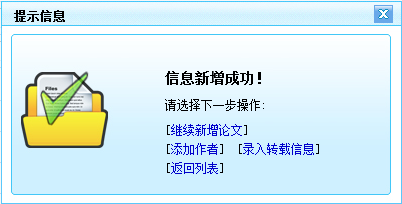 提示信息
Files
信息新增成功！
请选择下一步操作:
[继续新增论文]
[添加作者] [录入转载信息]
[返回列表]